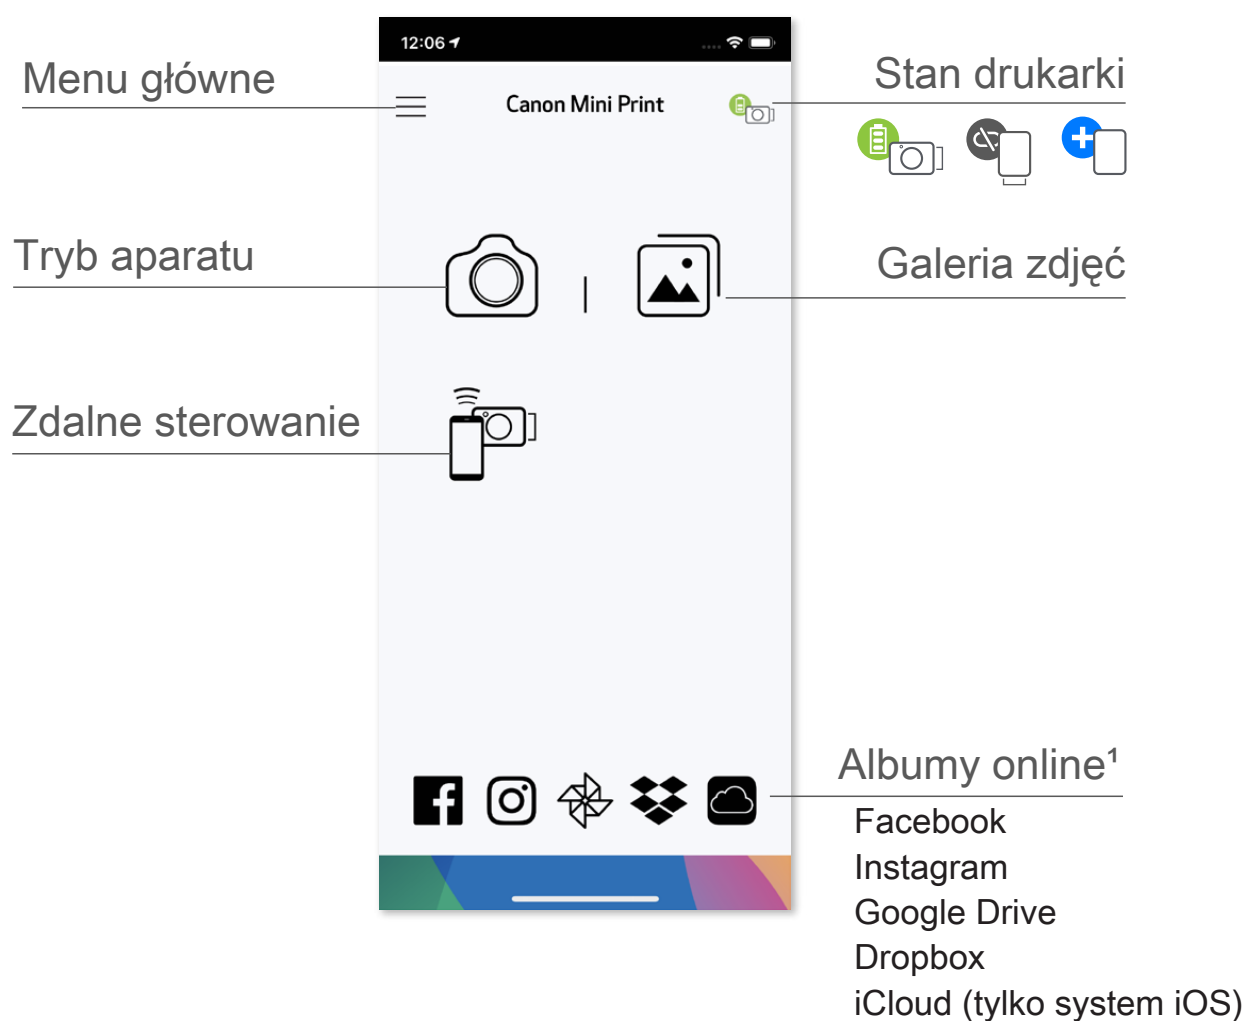 12:06
Menu główne
Canon Mini Print
Stan drukarki
Tryb aparatu
Galeria zdjęć
Zdalne sterowanie
Albumy online¹
Facebook
Instagram
Google Drive
Dropbox
iCloud (tylko system iOS)